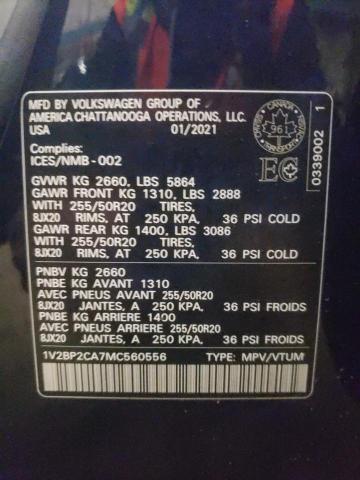 MFD BY VOLKSWAGEN GROUP OF
AMERICA CHATTANOOGA OPERATIONS, LLC.
USA 01/2021
Complies:
ICES/NMB-002
CANADA
961
TRANSPORT
EC
0339002 1
GVWR KG 2660, LBS 5864
GAWR FRONT KG 1310, LBS 2888
WITH 255/50R20 TIRES,
8JX20 RIMS, AT 250 KPA, 36 PSI COLD
GAWR REAR KG 1400, LBS 3086
WITH 255/50R20 TIRES,
8JX20 RIMS, AT 250 KPA, 36 PSI COLD
PNBV KG 2660
PNBE KG AVANT 1310
AVEC PNEUS AVANT 255/50R20
8JX20 JANTES, A 250 KPA, 36 PSI FROIDS
PNBE KG ARRIERE 1400
AVEC PNEUS ARRIERE 255/50R20
8JX20 JANTES, A 250 KPA, 36 PSI FROIDS
1V2BP2CA7MC560556 TYPE: MPV/VTUM